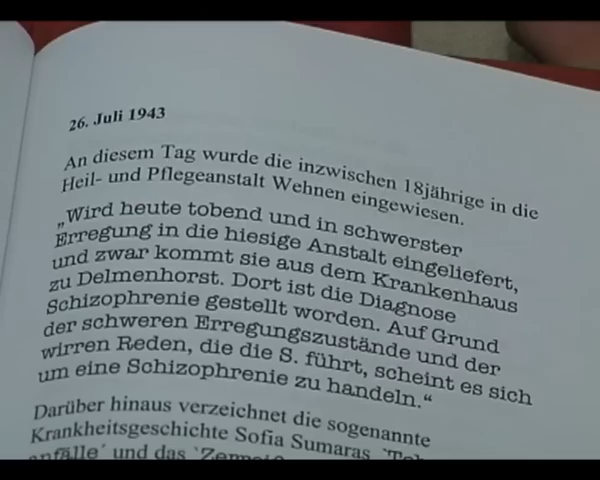 26. Juli 1943
An diesem Tag wurde die inzwischen 18jährige in die
Heil- und Pflegeanstalt Wehnen eingewiesen.
„Wird heute tobend und in schwerster
Erregung in die hiesige Anstalt eingeliefert,
und zwar kommt sie aus dem Krankenhaus
zu Delmenhorst. Dort ist die Diagnose
Schizophrenie gestellt worden. Auf Grund
der schweren Erregungszustände und der
wirren Reden, die die S. führt, scheint es sich
um eine Schizophrenie zu handeln.“
Darüber hinaus verzeichnet die sogenannte
Krankheitsgeschichte Sofia Sumaras
anfälle´ und das